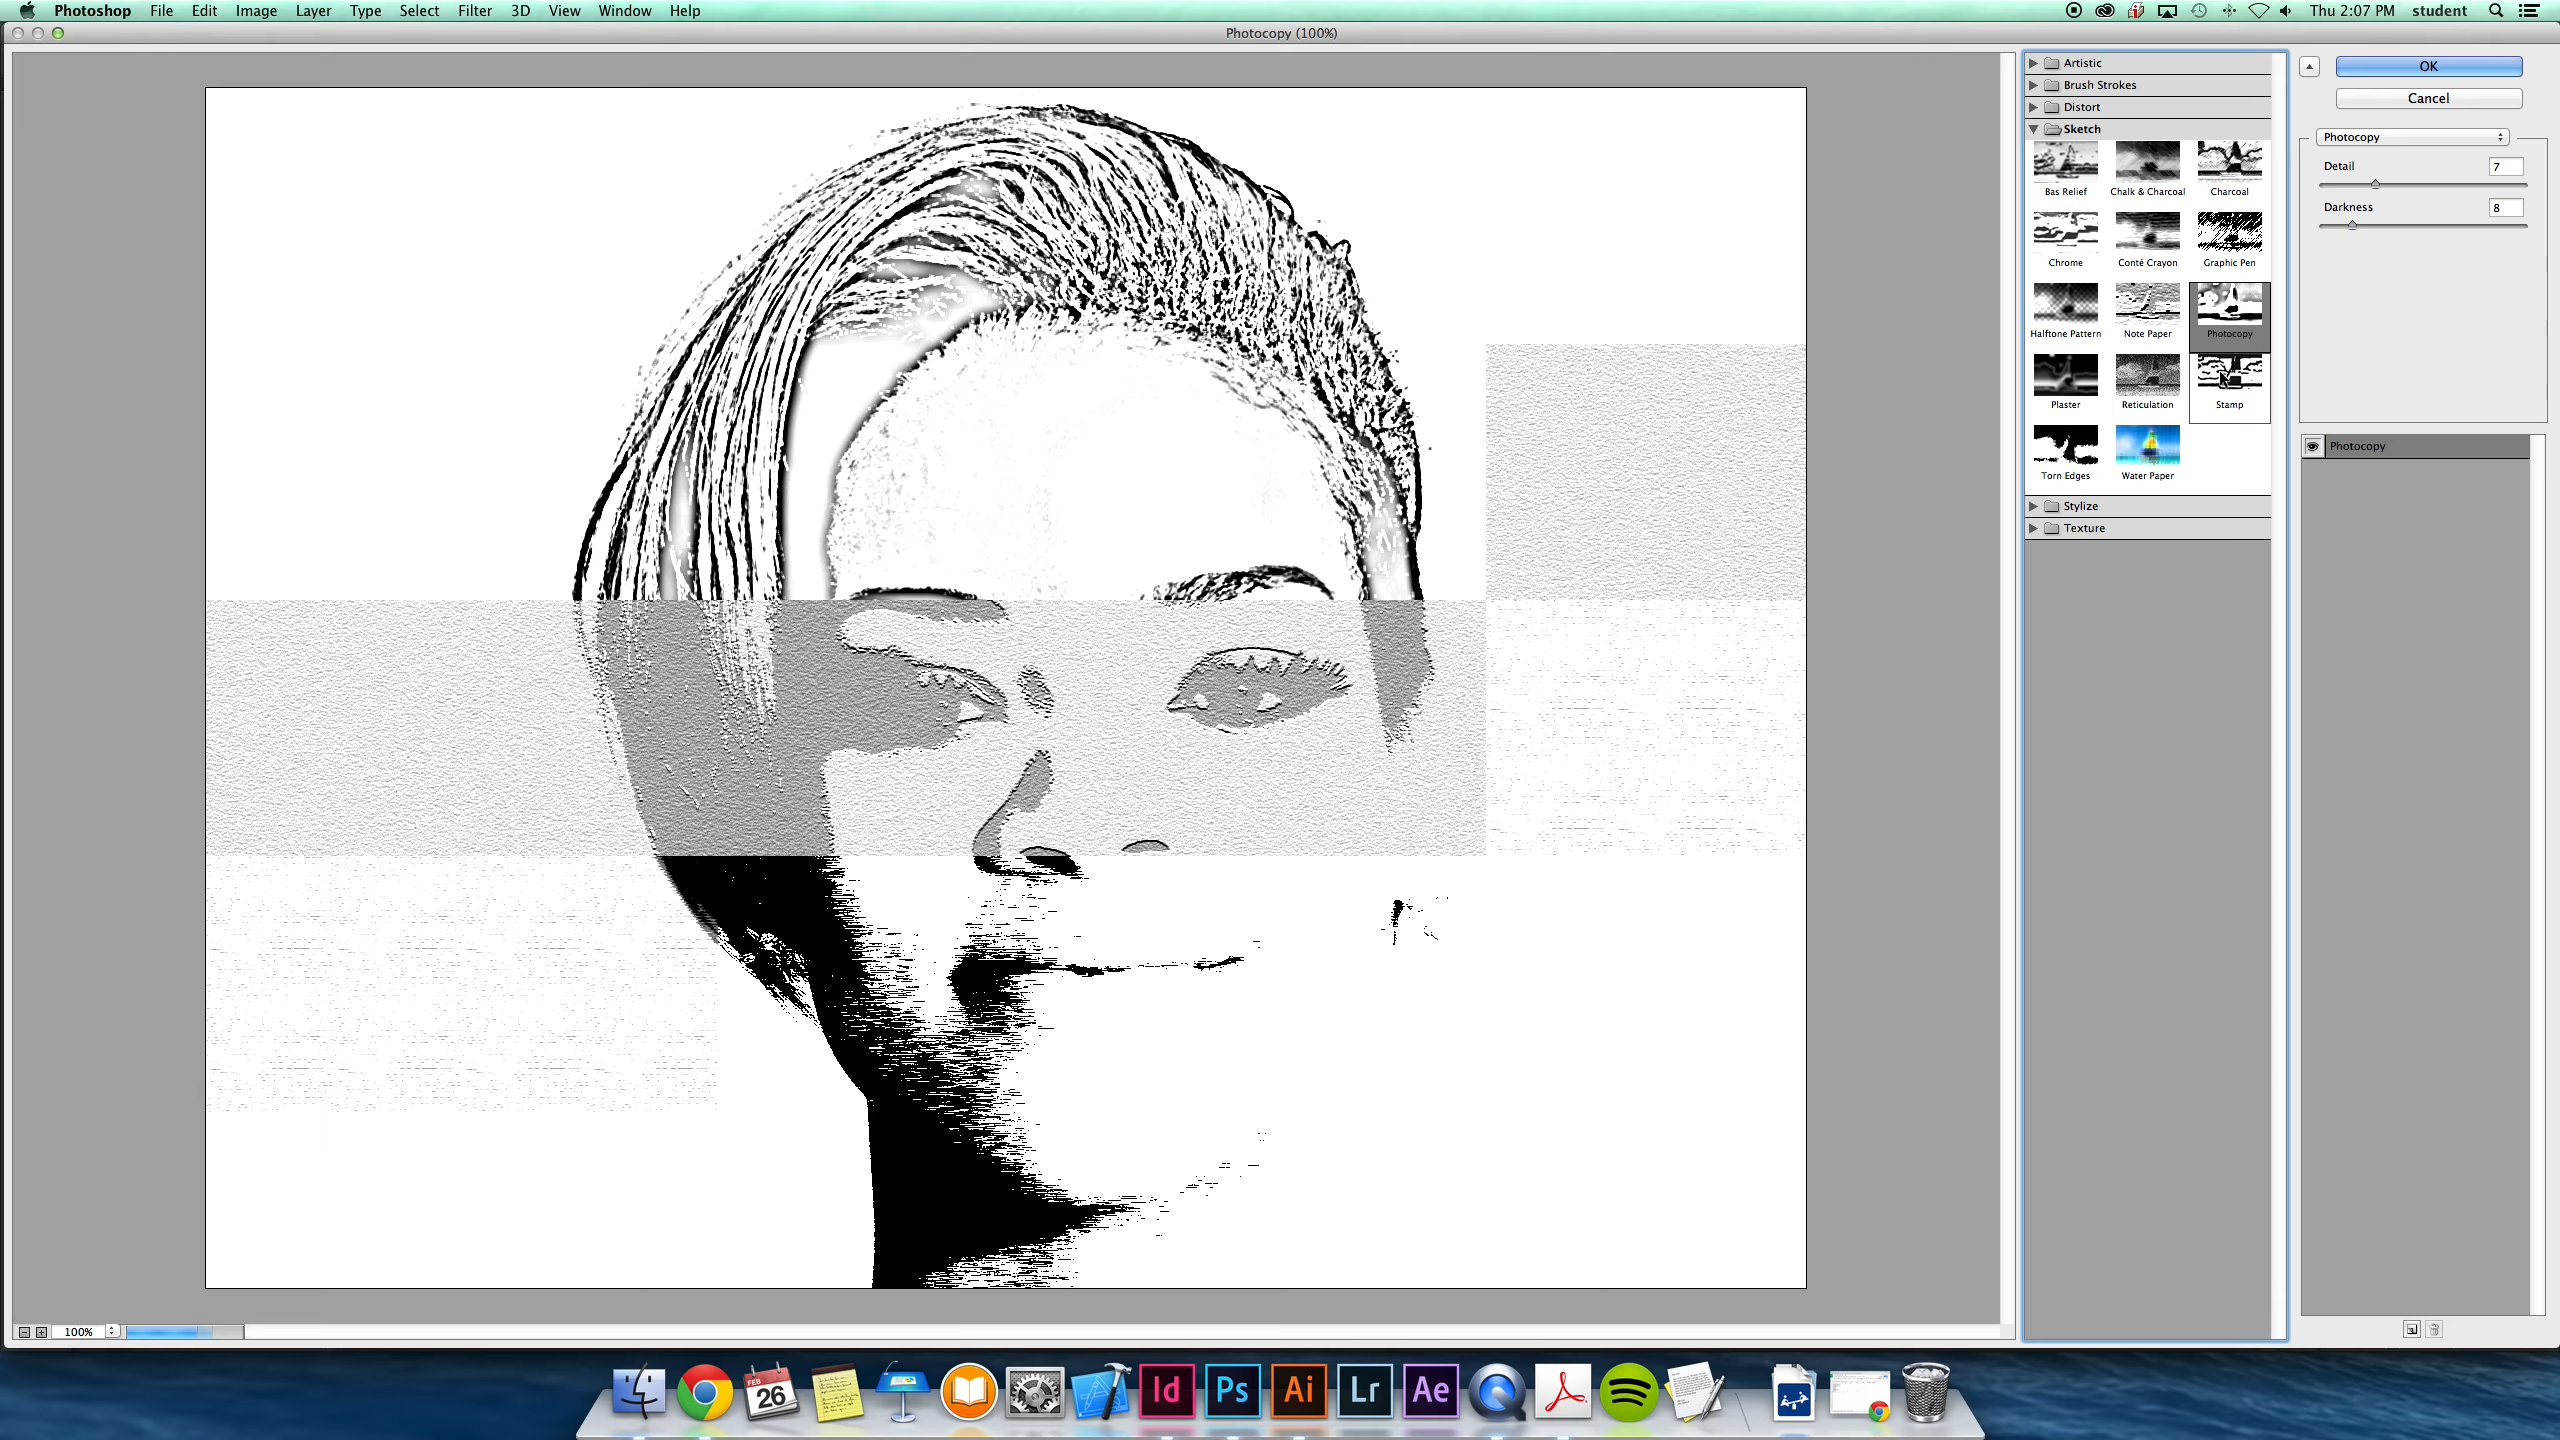 Photoshop File Edit Image Layer Type Select Filter 3D View Window Help
Thu 2:07 PM student
Photocopy (100%)
Artistic
Brush Strokes
Distort
Sketch
Bas Relief Chalk & Charcoal Charcoal
Chrome Conté Crayon Graphic Pen
Halftone Pattern Note Paper Photocopy
Plaster Reticulation Stamp
Torn Edges Water Paper
Stylize
Texture
OK
Cancel
Photocopy
Detail 7
Darkness 8
Photocopy
100%
FEB
26
Id Ps Ai Lr Ae